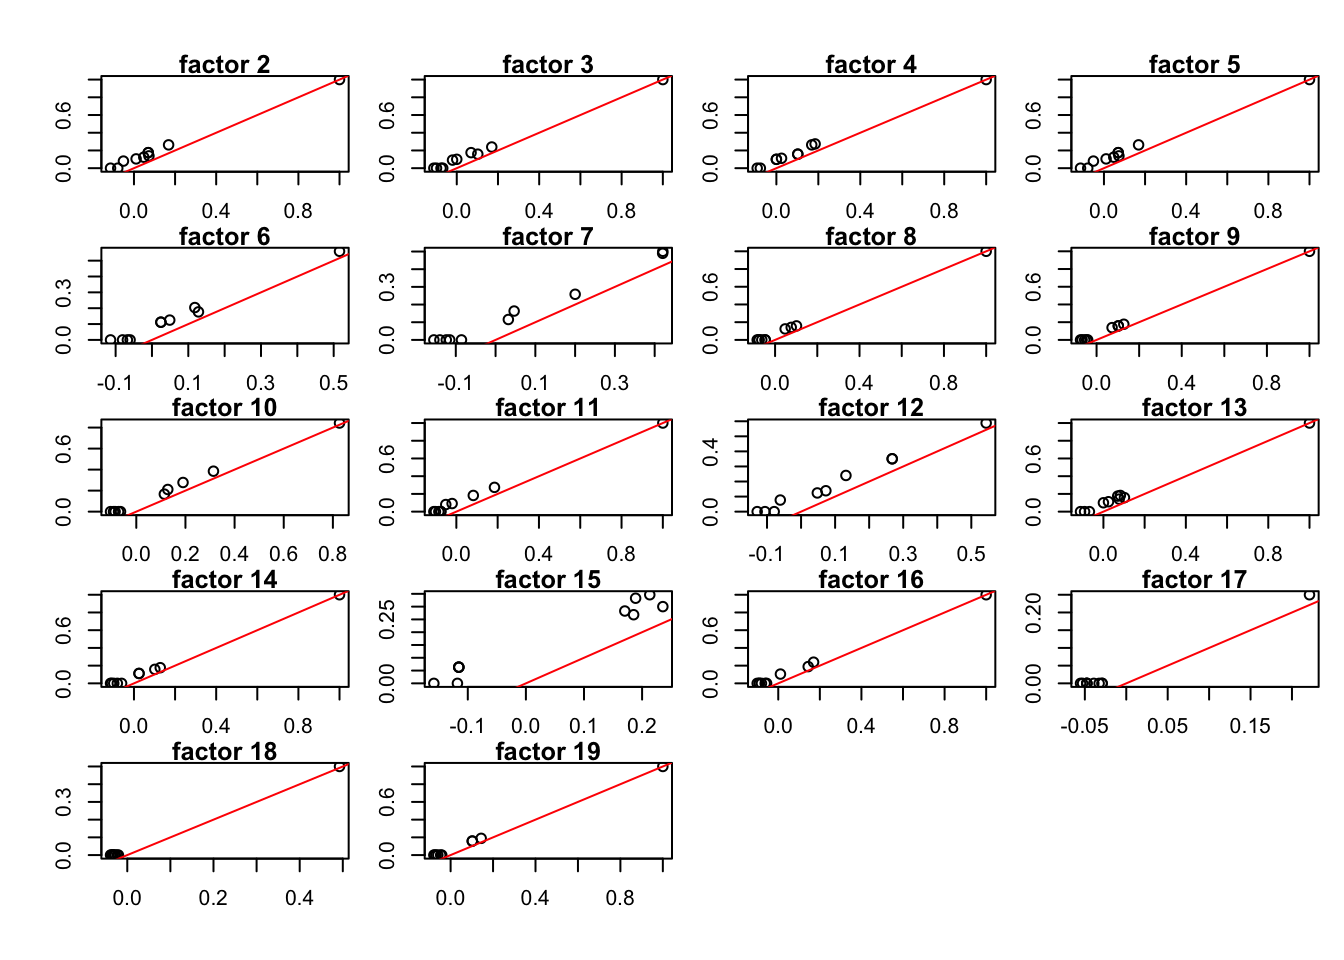 factor 2 factor 3 factor 4 factor 5
0.0 0.6 0.0 0.6 0.0 0.6 0.0 0.6
0.0 0.4 0.8 0.0 0.4 0.8 0.0 0.4 0.8 0.0 0.4 0.8
factor 6 factor 7 factor 8 factor 9
0.0 0.3 0.0 0.3 0.0 0.6 0.0 0.6
-0.1 0.1 0.3 0.5 -0.1 0.1 0.3 0.0 0.4 0.8 0.0 0.4 0.8
factor 10 factor 11 factor 12 factor 13
0.0 0.6 0.0 0.6 0.0 0.4 0.0 0.6
0.0 0.2 0.4 0.6 0.8 0.0 0.4 0.8 -0.1 0.1 0.3 0.5 0.0 0.4 0.8
factor 14 factor 15 factor 16 factor 17
0.0 0.6 0.00 0.25 0.0 0.6 0.00 0.20
0.0 0.4 0.8 -0.1 0.0 0.1 0.2 0.0 0.4 0.8 -0.05 0.05 0.15
factor 18 factor 19
0.0 0.3 0.0 0.6
0.0 0.2 0.4 0.0 0.4 0.8